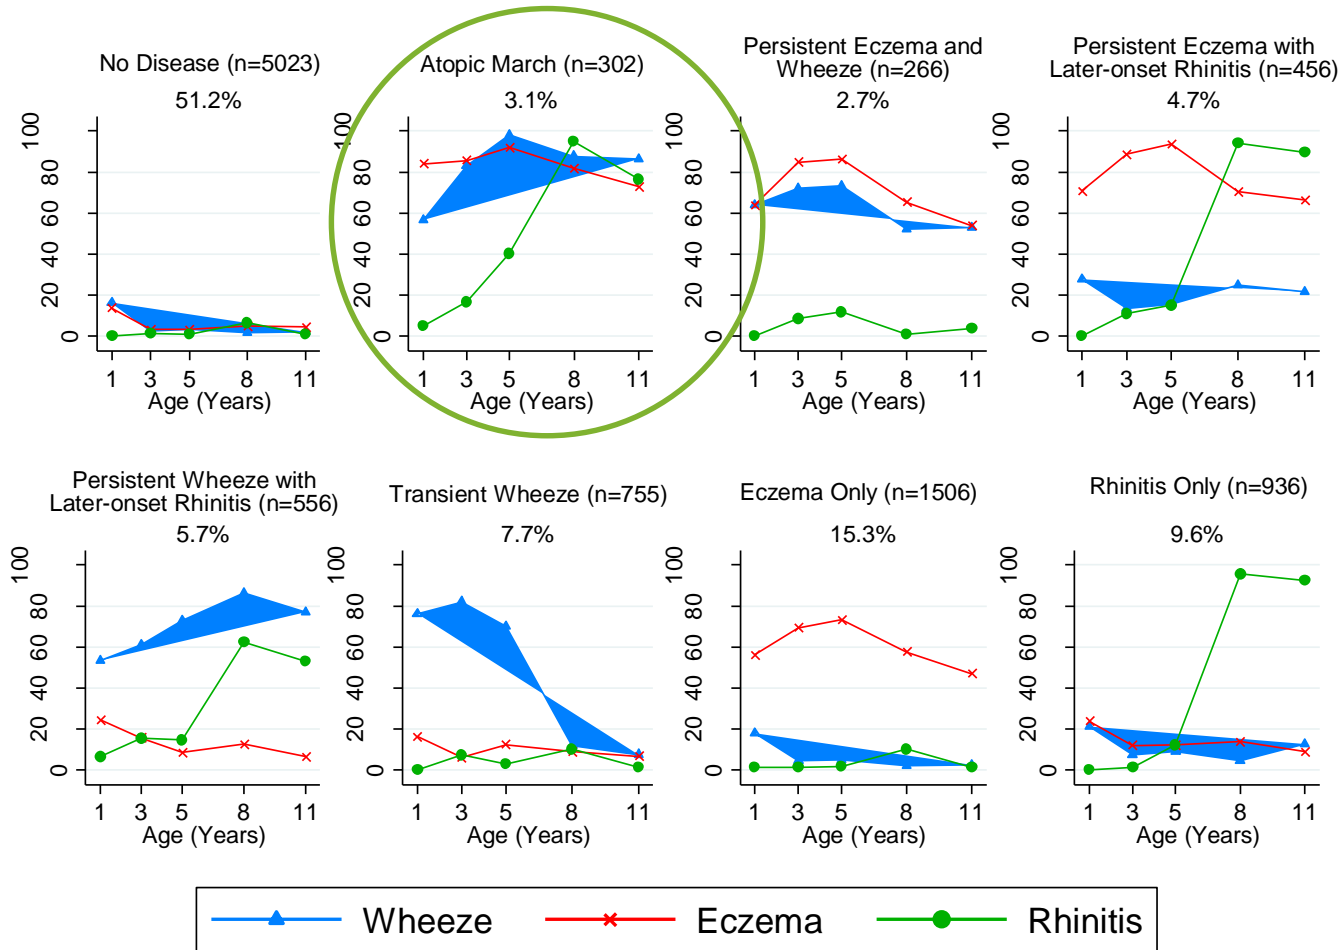 No Disease (n=5023)
51.2%
0 20 40 60 80 100
1 3 5 8 11
Age (Years)
Atopic March (n=302)
3.1%
0 20 40 60 80 100
1 3 5 8 11
Age (Years)
Persistent Eczema and
Wheeze (n=266)
2.7%
0 20 40 60 80 100
1 3 5 8 11
Age (Years)
Persistent Eczema with
Later-onset Rhinitis (n=456)
4.7%
0 20 40 60 80 100
1 3 5 8 11
Age (Years)
Persistent Wheeze with
Later-onset Rhinitis (n=556)
5.7%
0 20 40 60 80 100
1 3 5 8 11
Age (Years)
Transient Wheeze (n=755)
7.7%
0 20 40 60 80 100
1 3 5 8 11
Age (Years)
Eczema Only (n=1506)
15.3%
0 20 40 60 80 100
1 3 5 8 11
Age (Years)
Rhinitis Only (n=936)
9.6%
0 20 40 60 80 100
1 3 5 8 11
Age (Years)
Wheeze Eczema Rhinitis